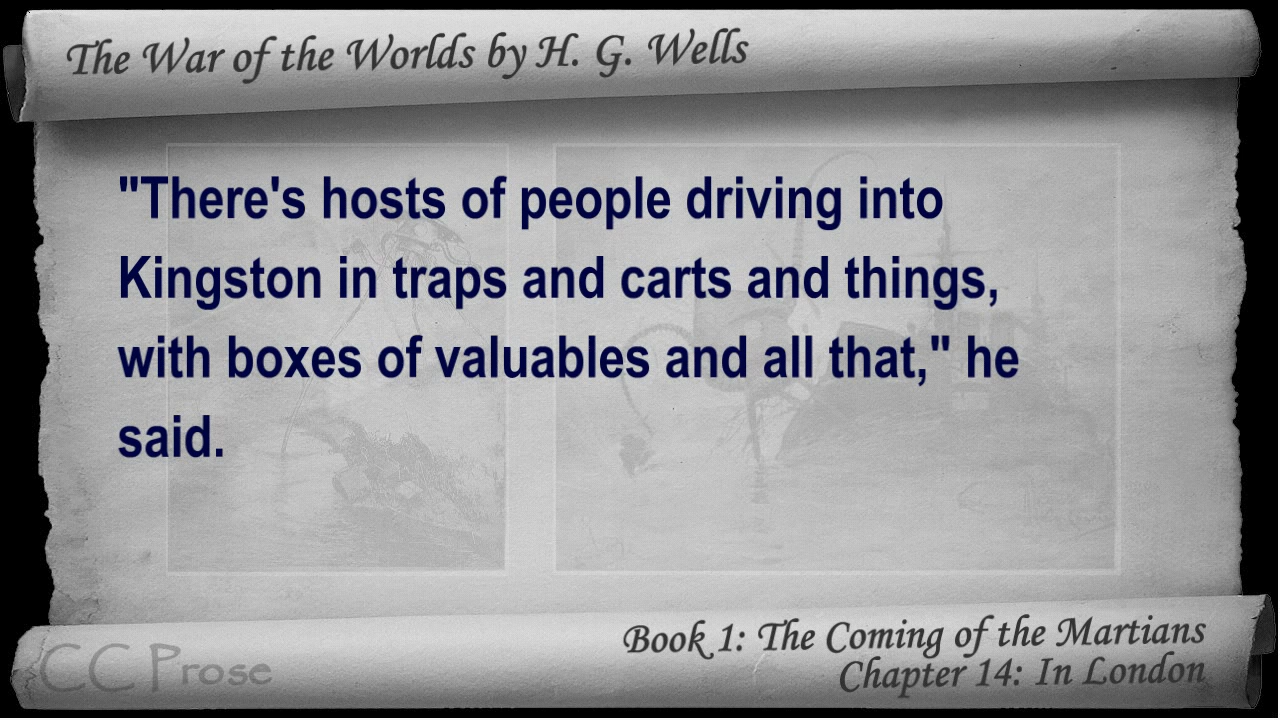 The War of the Worlds by H. G. Wells
"There's hosts of people driving into
Kingston in traps and carts and things,
with boxes of valuables and all that," he
said.
Book 1: The Coming of the Martians
Chapter 14: In London
CC Prose